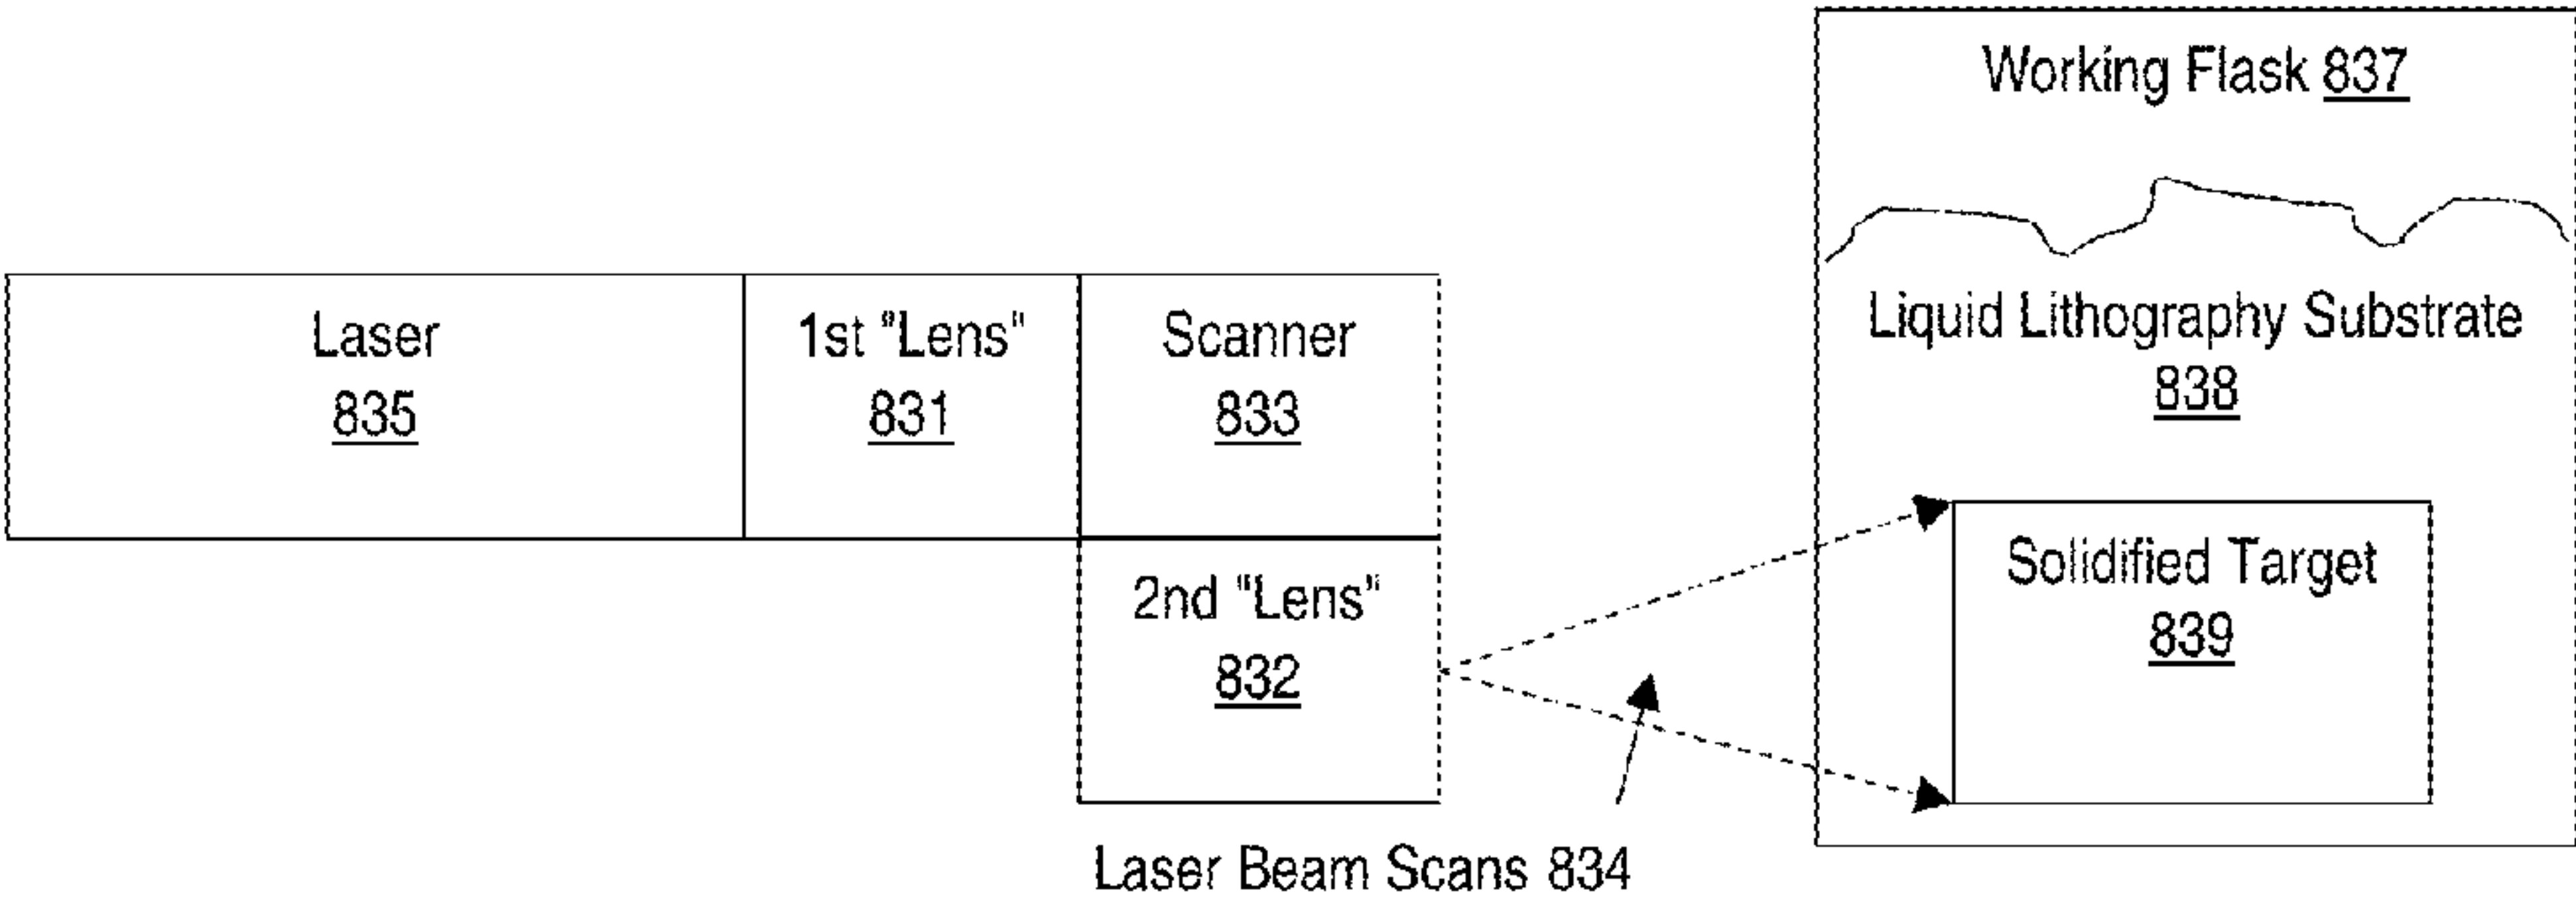 Working Flask 837
Laser
835
1st "Lens"
831
Scanner
833
Liquid Lithography Substrate
838
2nd "Lens"
832
Solidified Target
839
Laser Beam Scans 834